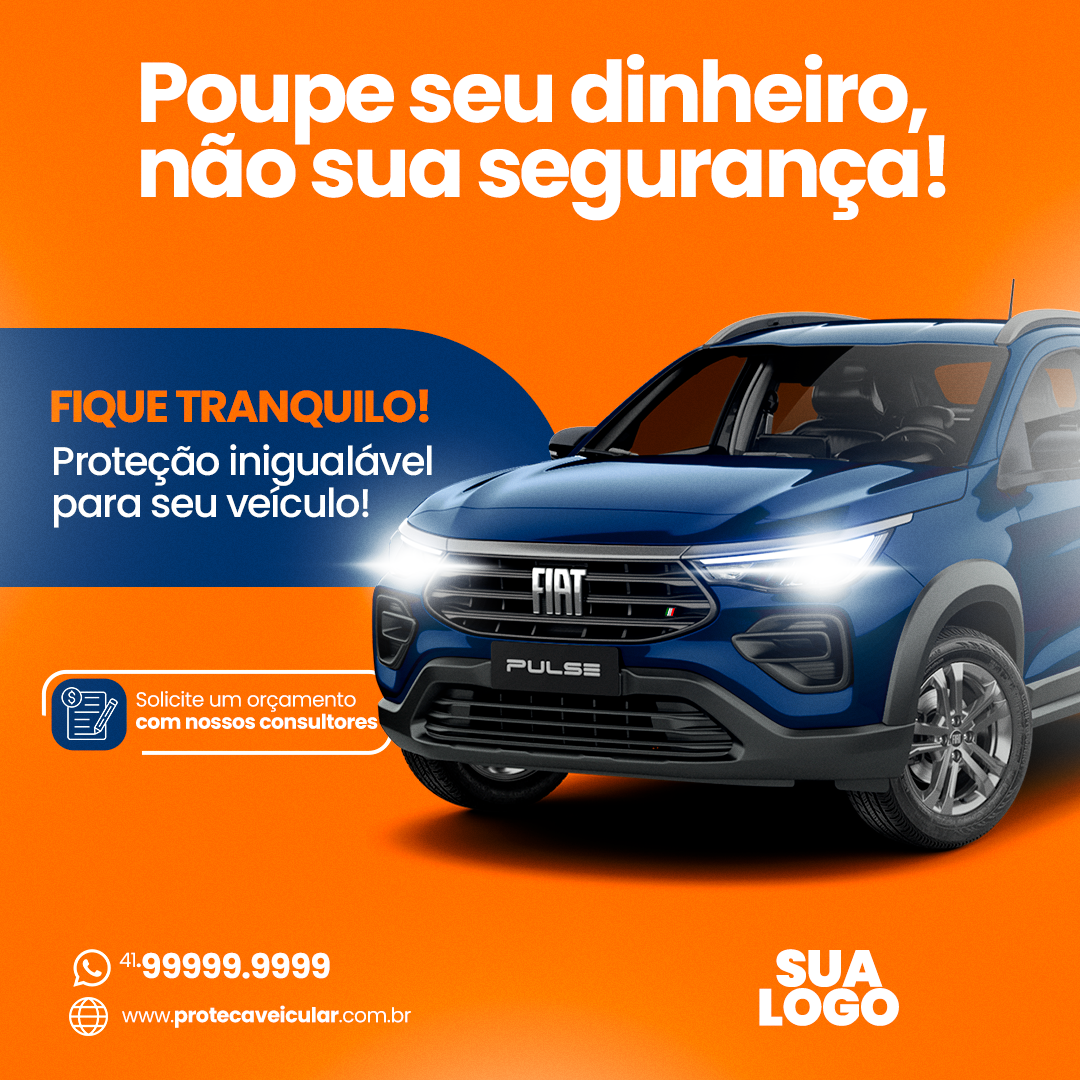 Poupe seu dinheiro,
não sua segurança!
FIQUE TRANQUILO!
Proteção inigualável
para seu veículo!
FIAT
PULSE
$
Solicite um orçamento
com nossos consultores
41.99999.9999
www.protecaveicular.com.br
SUA
LOGO